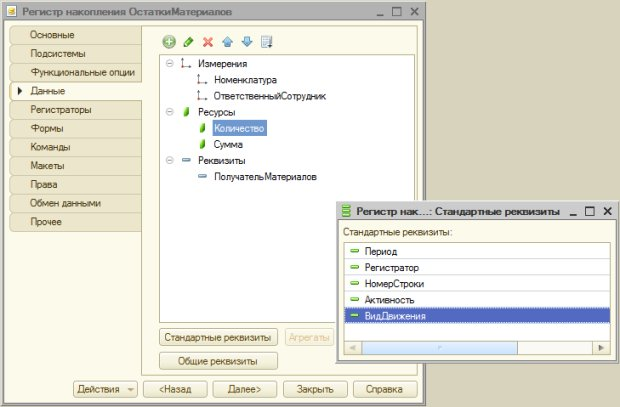 Регистр накопления ОстаткиМатериалов
Основные
Подсистемы
Функциональные опции
Данные
Регистраторы
Формы
Команды
Макеты
Права
Обмен данными
Прочее
Измерения
Номенклатура
ОтветственныйСотрудник
Ресурсы
Количество
Сумма
Реквизиты
ПолучательМатериалов
Стандартные реквизиты
Агрегаты
Общие реквизиты
Действия
<Назад
Далее>
Закрыть
Справка
Регистр нак...: Стандартные реквизиты
Стандартные реквизиты:
Период
Регистратор
НомерСтроки
Активность
ВидДвижения